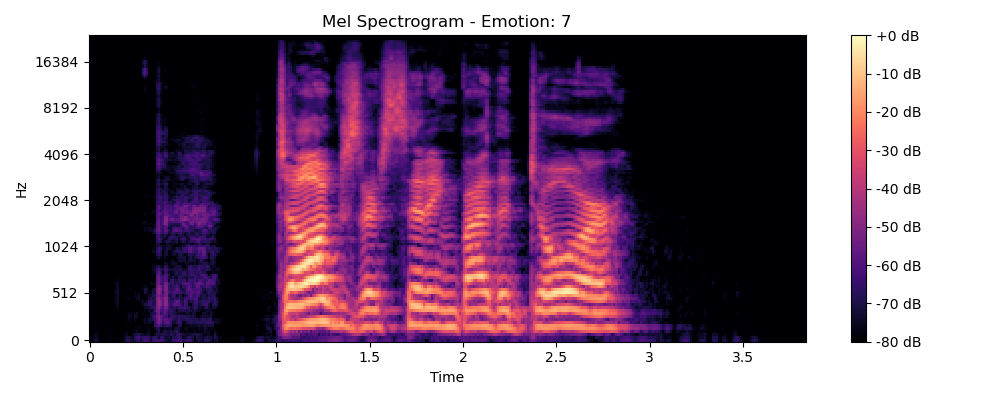 Mel Spectrogram - Emotion: 7
Hz
16384
8192
4096
2048
1024
512
0
0 0.5 1 1.5 2 2.5 3 3.5
Time
+0 dB
-10 dB
-20 dB
-30 dB
-40 dB
-50 dB
-60 dB
-70 dB
-80 dB